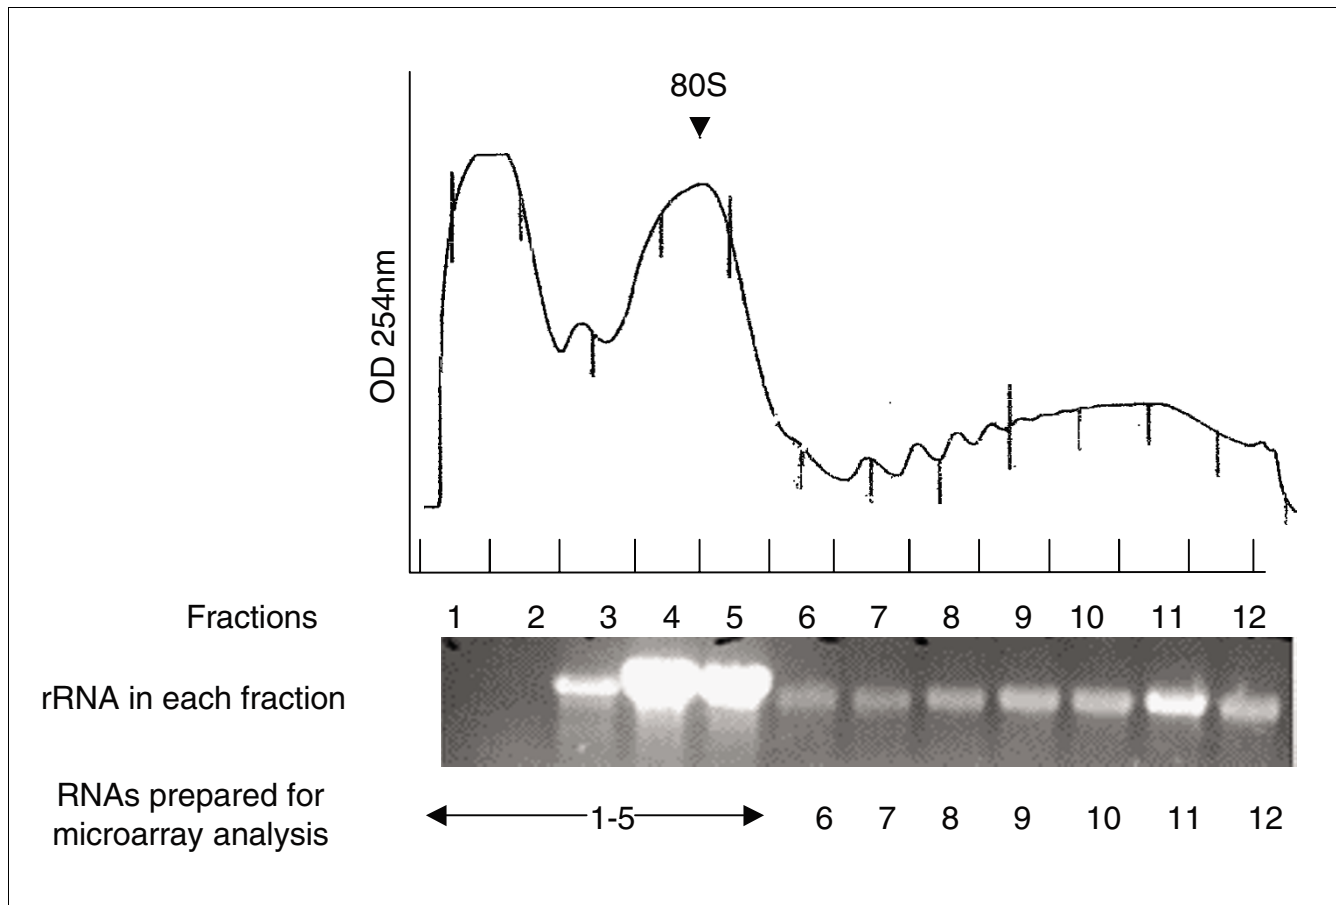 80S
OD 254nm
Fractions 1 2 3 4 5 6 7 8 9 10 11 12
rRNA in each fraction
RNAs prepared for
microarray analysis
1-5 6 7 8 9 10 11 12